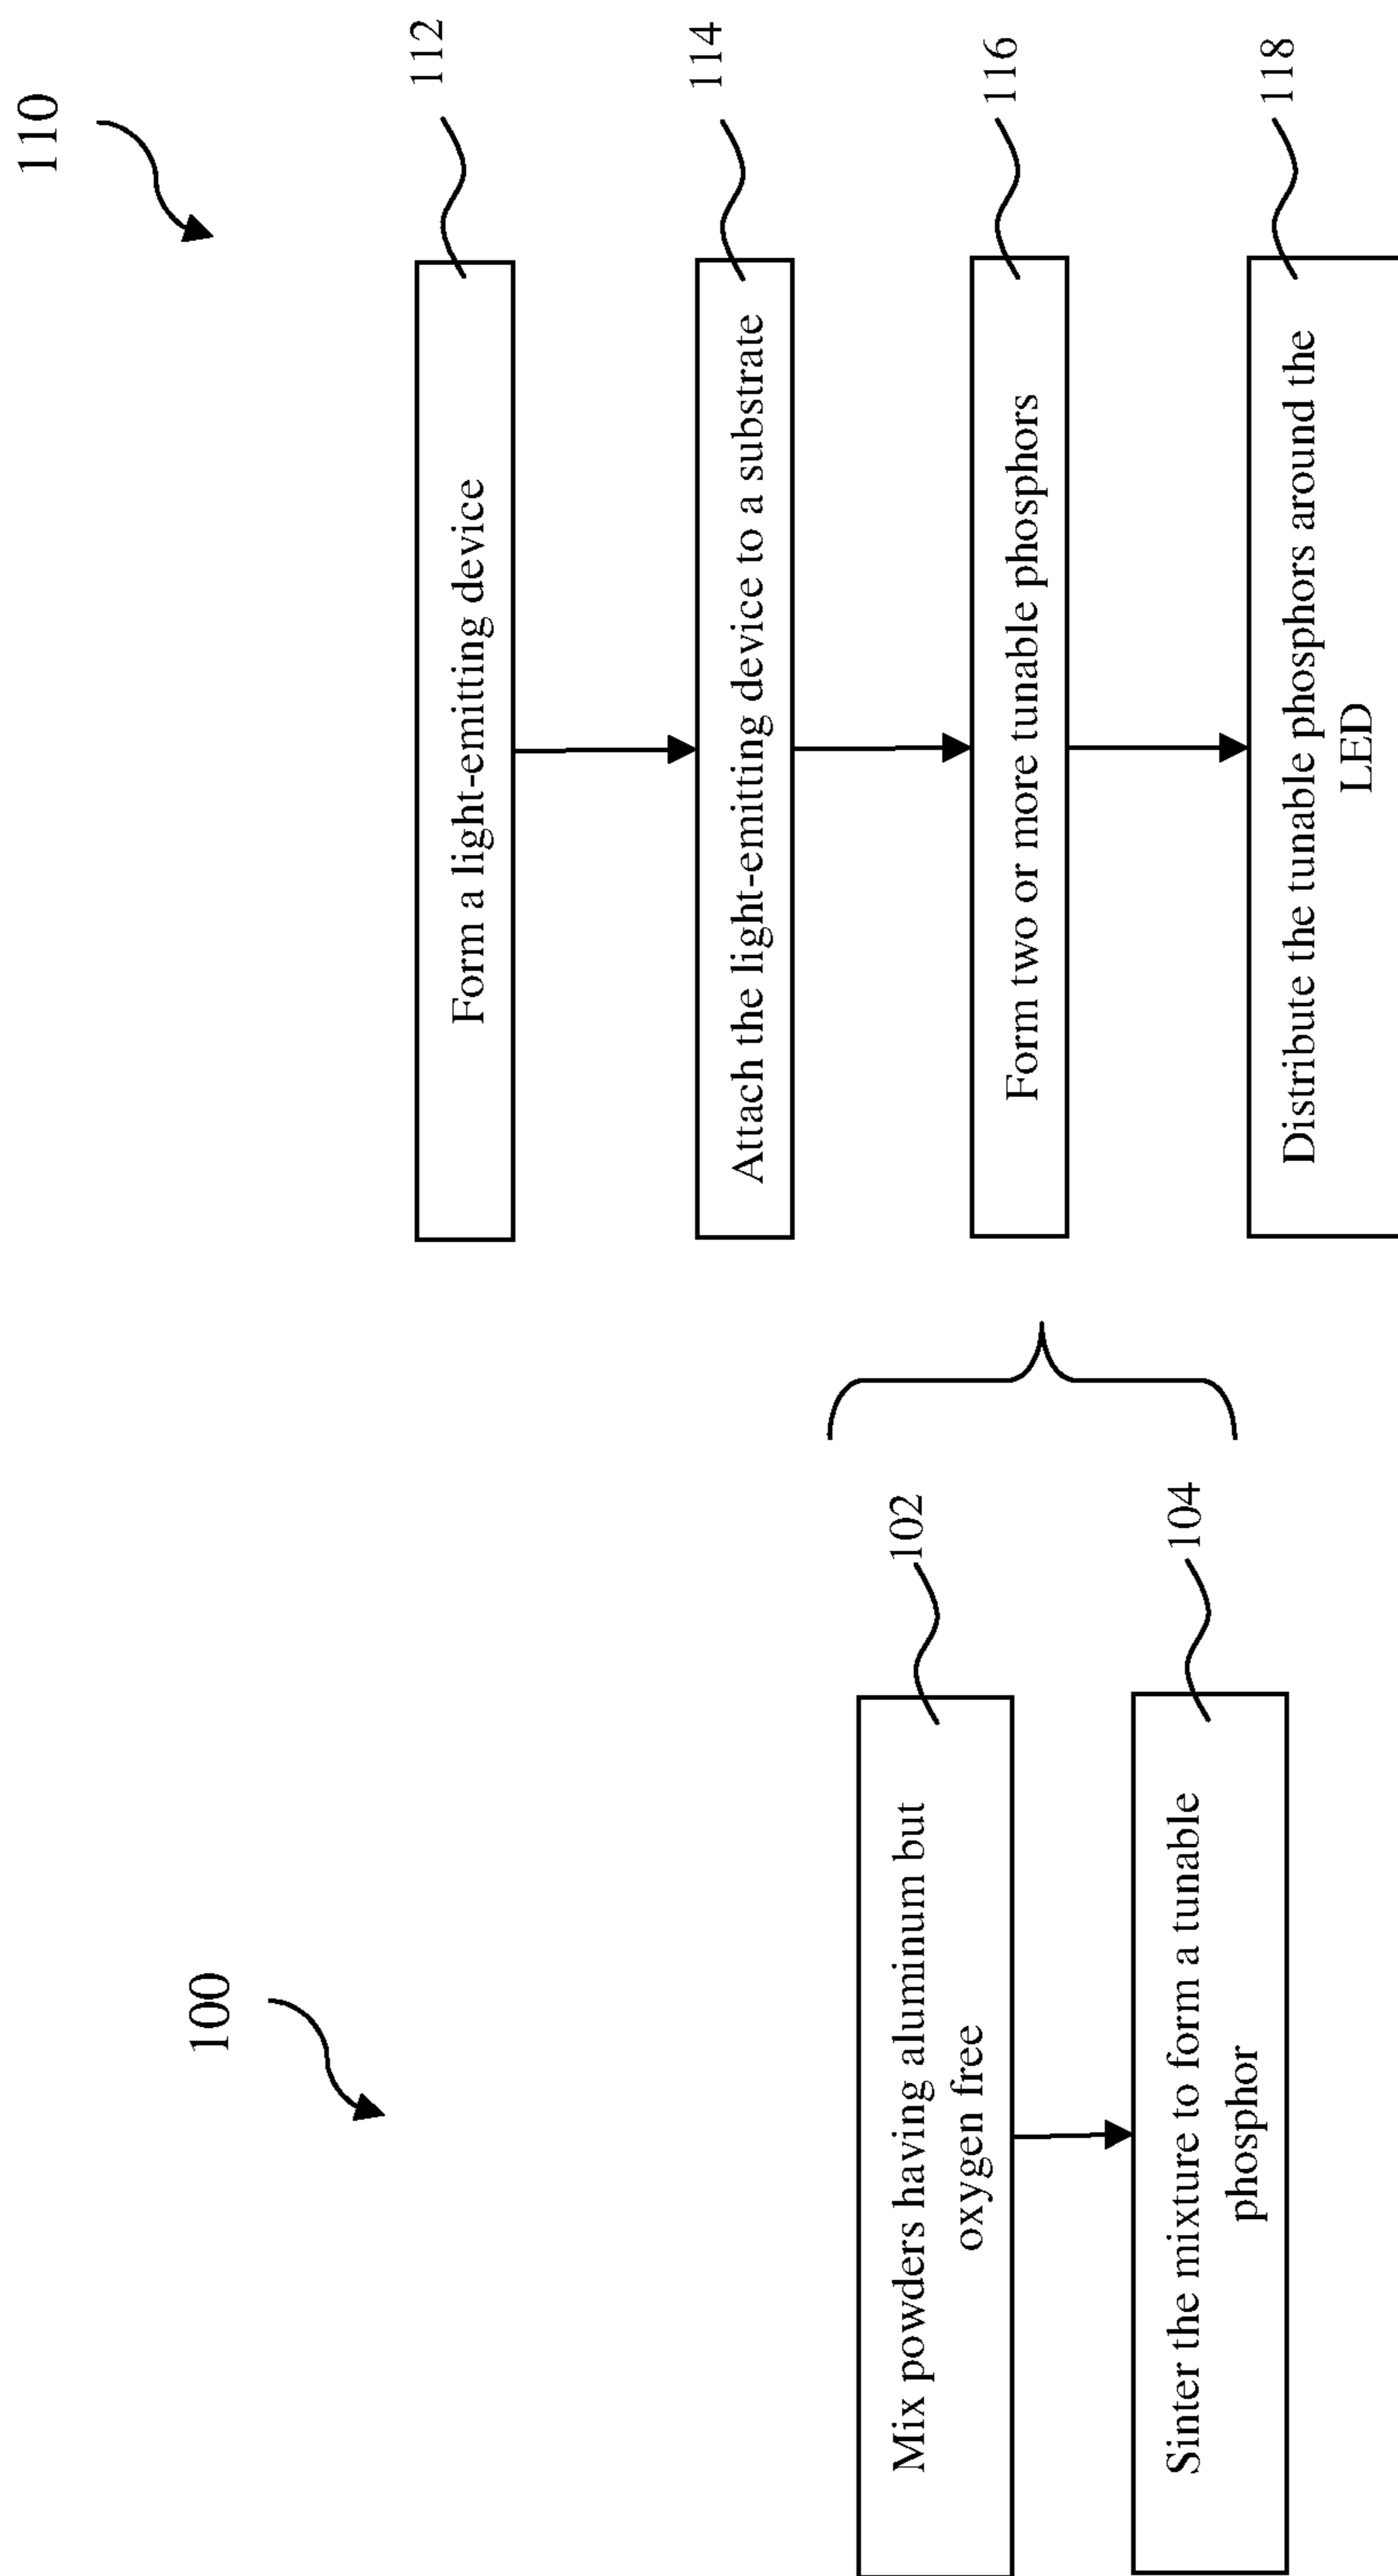 100
Mix powders having aluminum but
oxygen free
102
Sinter the mixture to form a tunable
phosphor
104
110
Form a light-emitting device
112
Attach the light-emitting device to a substrate
114
Form two or more tunable phosphors
116
Distribute the tunable phosphors around the
LED
118